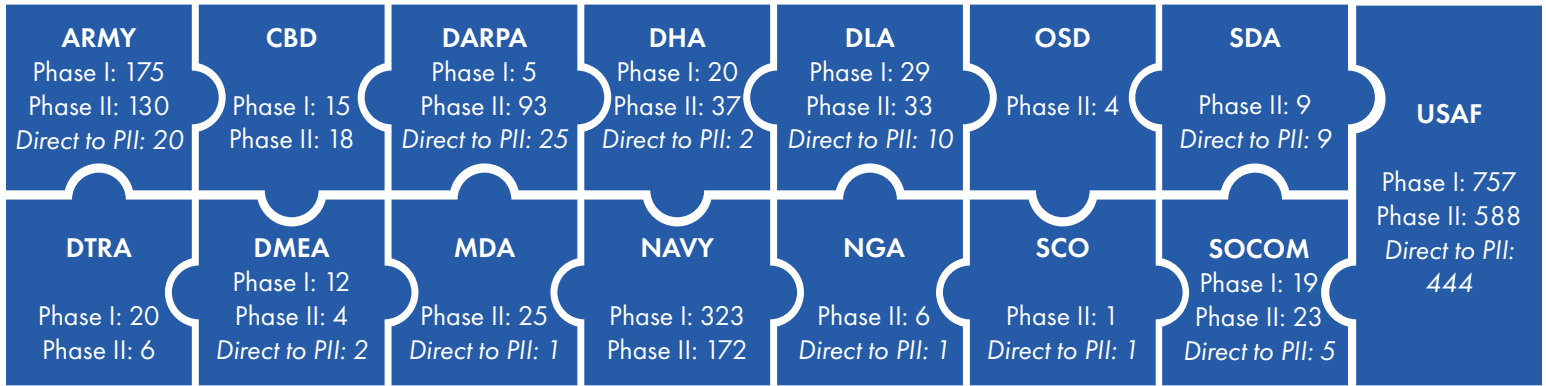 ARMY
Phase I: 175
Phase II: 130
Direct to PII: 20
CBD
Phase I: 15
Phase II: 18
DARPA
Phase I: 5
Phase II: 93
Direct to PII: 25
DHA
Phase I: 20
Phase II: 37
Direct to PII: 2
DLA
Phase I: 29
Phase II: 33
Direct to PII: 10
OSD
Phase II: 4
SDA
Phase II: 9
Direct to PII: 9
USAF
Phase I: 757
Phase II: 588
Direct to PII:
444
DTRA
Phase I: 20
Phase II: 6
DMEA
Phase I: 12
Phase II: 4
Direct to PII: 2
MDA
Phase II: 25
Direct to PII: 1
NAVY
Phase I: 323
Phase II: 172
NGA
Phase II: 6
Direct to PII: 1
SCO
Phase II: 1
Direct to PII: 1
SOCOM
Phase I: 19
Phase II: 23
Direct to PII: 5